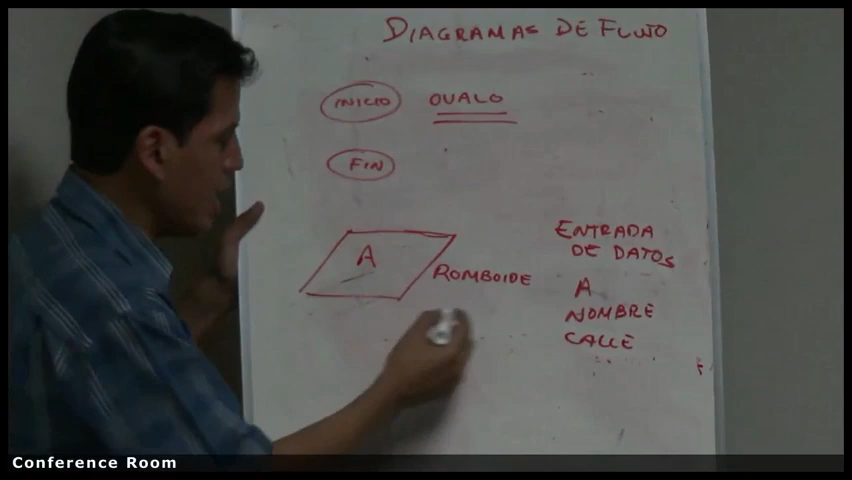 DIAGRAMAS DE FLUJO
INICIO OVALO
FIN
A
ROMBOIDE
ENTRADA
DE DATOS
A
NOMBRE
CALLE
Conference Room